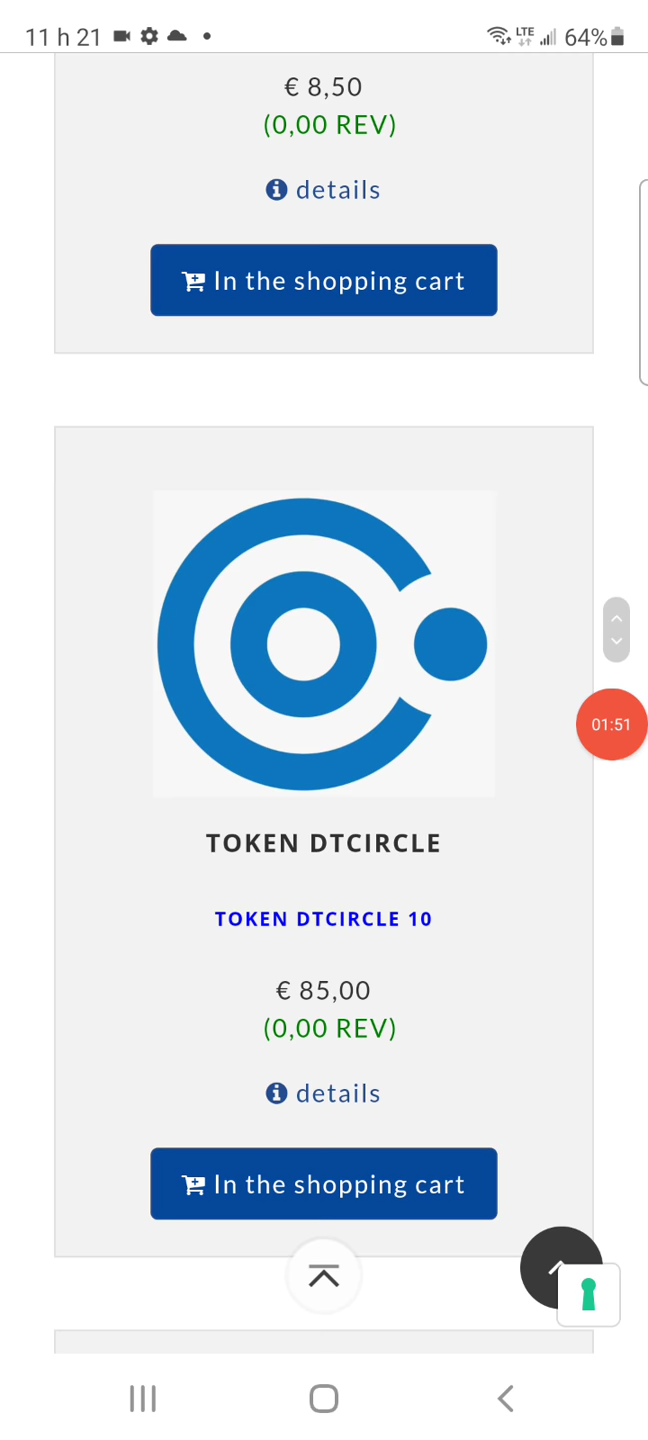 11 h 21
LTE
64%
€ 8,50
(0,00 REV)
details
In the shopping cart
01:51
TOKEN DTCIRCLE
TOKEN DTCIRCLE 10
€ 85,00
(0,00 REV)
details
In the shopping cart